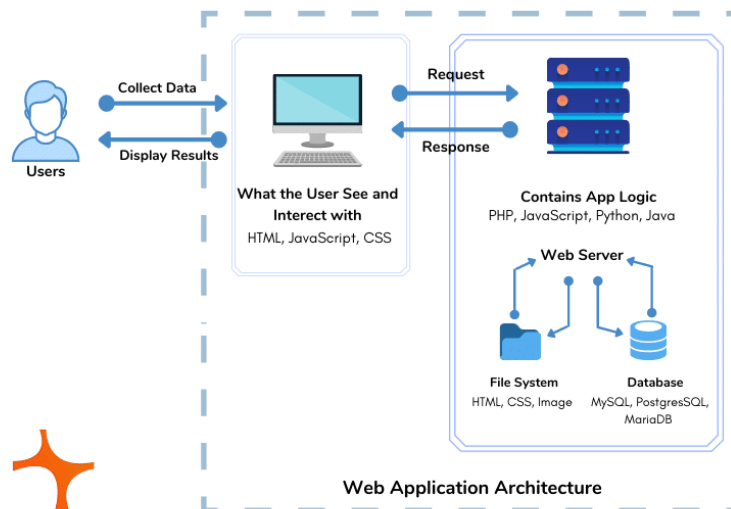 Collect Data
Display Results
Users
What the User See and
Interect with
HTML, JavaScript, CSS
Request
Response
Contains App Logic
PHP, JavaScript, Python, Java
Web Server
File System
HTML, CSS, Image
Database
MySQL, PostgresSQL,
MariaDB
Web Application Architecture